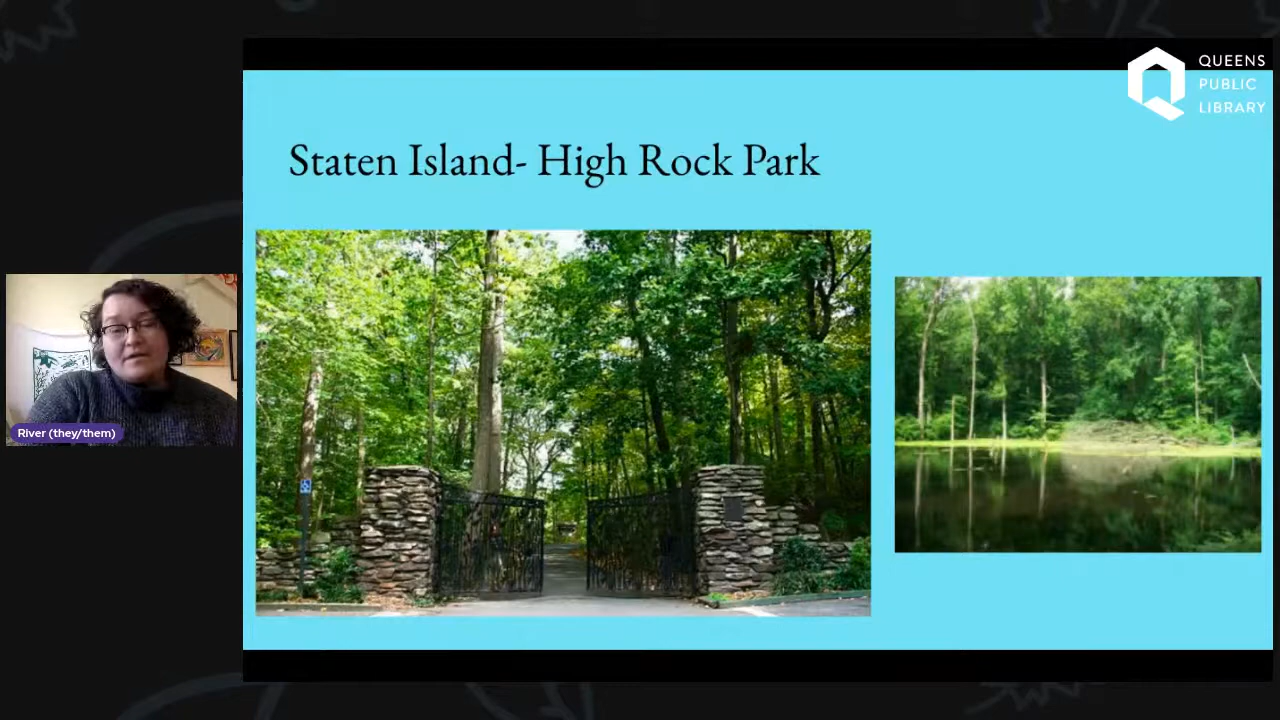 QUEENS
PUBLIC
LIBRARY
Staten Island- High Rock Park
River (they/them)